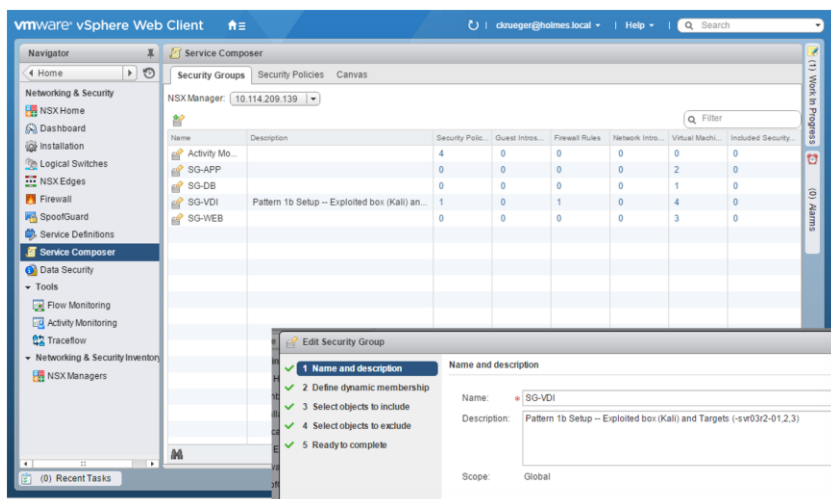 vmware® vSphere Web Client
ckrueger@holmes.local
Help
Search
Navigator
Home
Networking & Security
NSX Home
Dashboard
Installation
Logical Switches
NSX Edges
Firewall
SpoofGuard
Service Definitions
Service Composer
Data Security
Tools
Flow Monitoring
Activity Monitoring
Traceflow
Networking & Security Inventory
NSX Managers
(0) Recent Tasks
Service Composer
Security Groups Security Policies Canvas
NSX Manager: 10.114.209.139
Filter
Name Description Security Polic... Guest Intros... Firewall Rules Network Intro... Virtual Machi... Included Security...
Activity Mo... 4 0 0 0 0 0
SG-APP 0 0 0 0 2 0
SG-DB 0 0 0 0 1 0
SG-VDI Pattern 1b Setup -- Exploited box (Kali) an... 1 0 1 0 4 0
SG-WEB 0 0 0 0 3 0
(1) Work In Progress
(0) Alarms
Edit Security Group
1 Name and description
2 Define dynamic membership
3 Select objects to include
4 Select objects to exclude
5 Ready to complete
Name and description
Name: * SG-VDI
Description: Pattern 1b Setup -- Exploited box (Kali) and Targets (-svr03r2-01,2,3)
Scope: Global